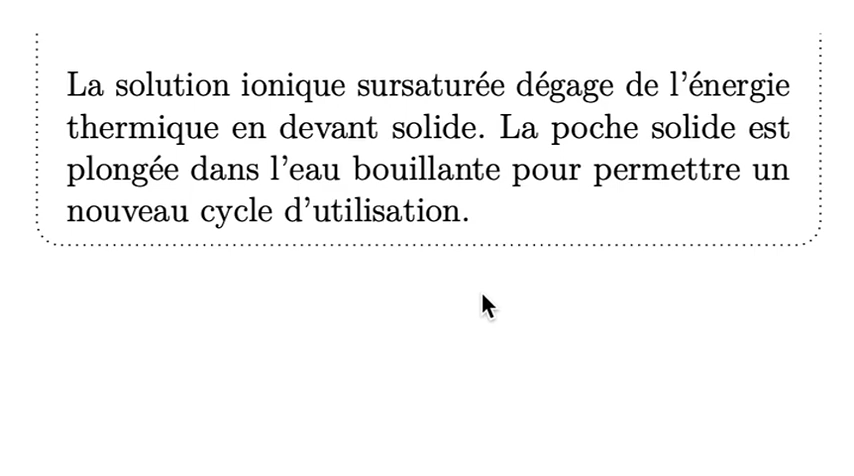 La solution ionique sursaturée dégage de l’énergie
thermique en devant solide. La poche solide est
plongée dans l’eau bouillante pour permettre un
nouveau cycle d’utilisation.